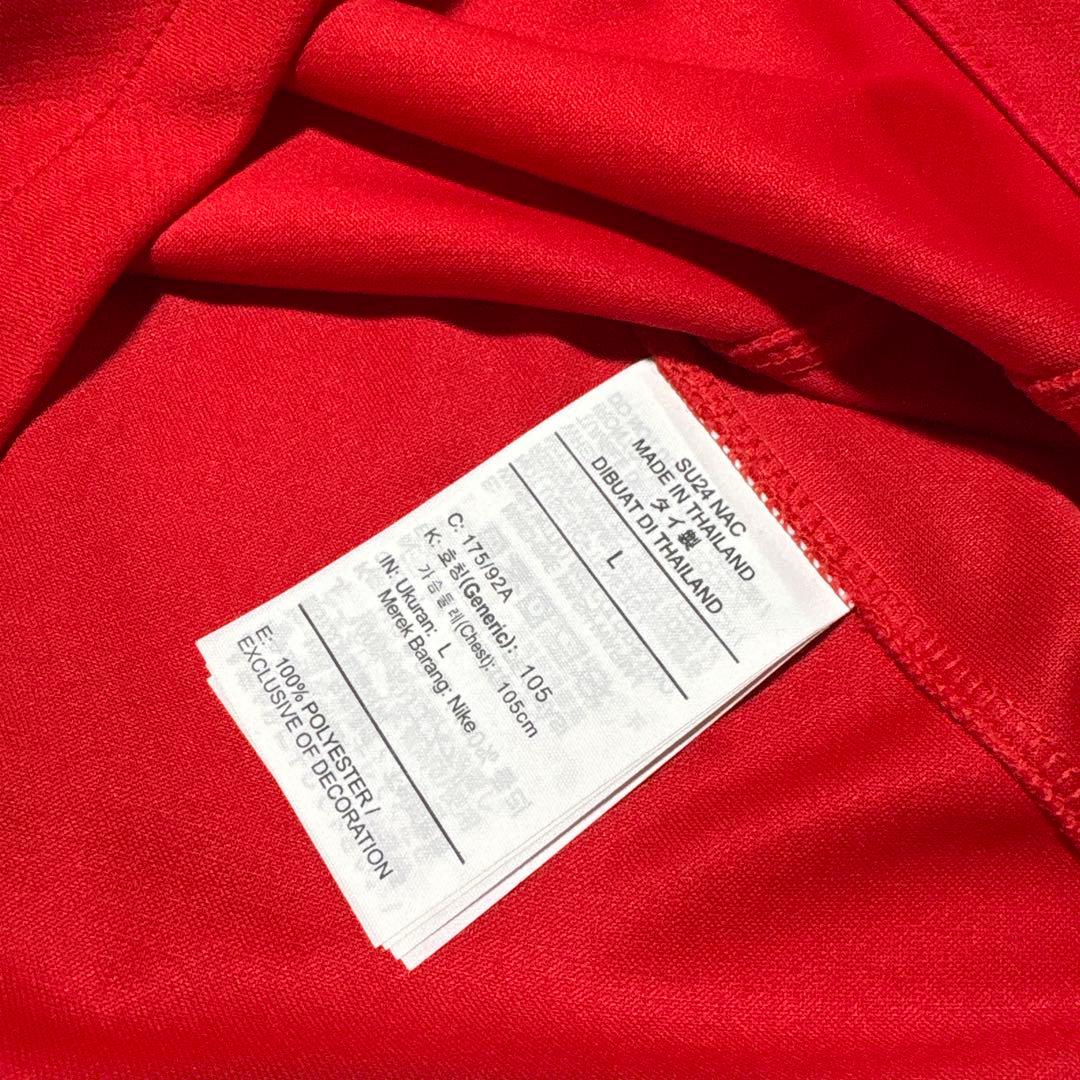 SU24 NAC
MADE IN THAILAND
タイ製
DIBUAT DI THAILAND
L
C: 175/92A
K: 호칭(Generic): 105
가슴둘레(Chest): 105cm
IN: Ukuran: L
Merek Barang: Nike
E: 100% POLYESTER /
EXCLUSIVE OF DECORATION